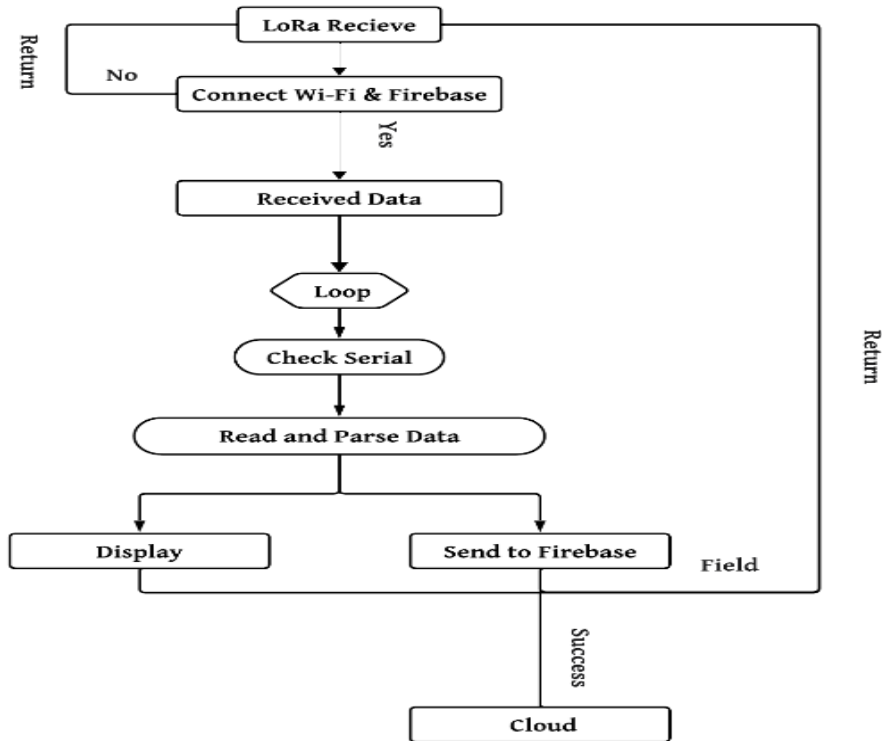 LoRa Recieve
Return
No
Connect Wi-Fi & Firebase
Yes
Received Data
Loop
Return
Check Serial
Read and Parse Data
Display
Send to Firebase
Field
Success
Cloud